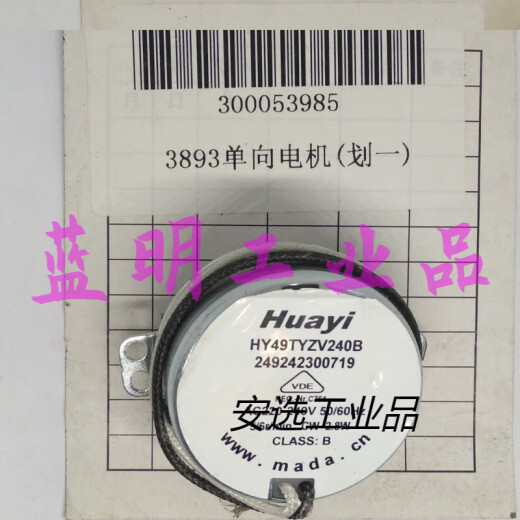 300053985
3893单向电机(划一)
蓝明工业品
Huayi
HY49TYZV240B
249242300719
VDE
安选工业品
CLASS: B
www.mada.cn